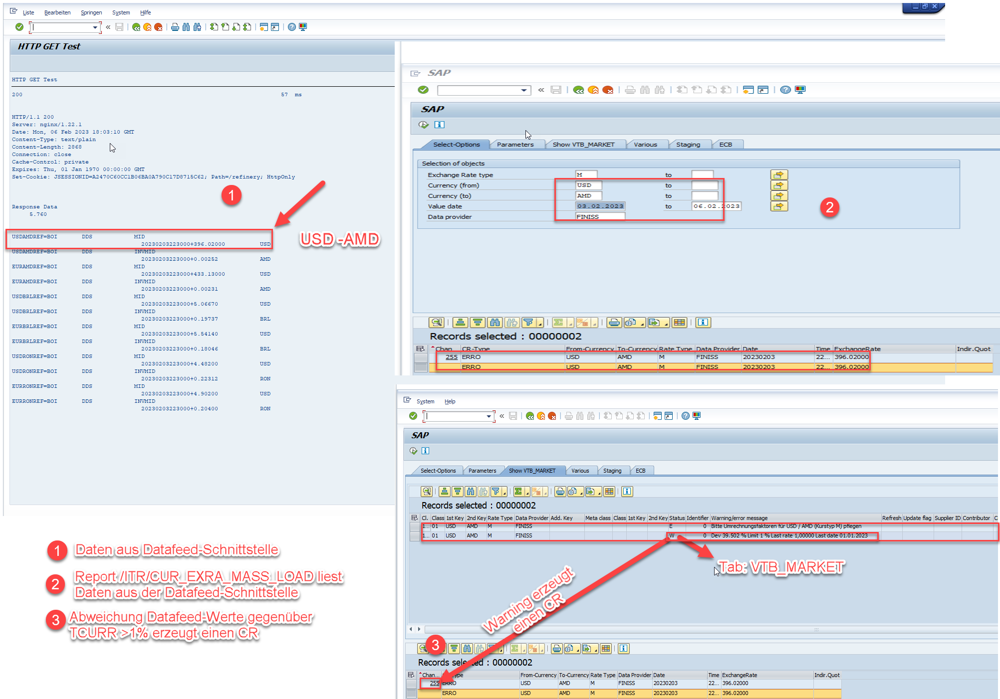 Liste Bearbeiten Springen System Hilfe
HTTP GET Test
HTTP GET Test
200 57 ms
HTTP/1.1 200
Server: nginx/1.22.1
Date: Mon, 06 Feb 2023 18:03:10 GMT
Content-Type: text/plain
Content-Length: 2868
Connection: close
Cache-Control: private
Expires: Thu, 01 Jan 1970 00:00:00 GMT
Set-Cookie: JSESSIONID=A2470C60CC1B06BA0A790C17D8715C62; Path=/refinery; HttpOnly
1
Response Data
5.760
USDAMDREF=BOI DDS MID
20230203223000+396.02000 USD
USD -AMD
USDAMDREF=BOI DDS INVMID
20230203223000+0.00252 AMD
EURAMDREF=BOI DDS MID
20230203223000+433.13000 USD
EURAMDREF=BOI DDS INVMID
20230203223000+0.00231 AMD
USDBRLREF=BOI DDS MID
20230203223000+5.06670 USD
USDBRLREF=BOI DDS INVMID
20230203223000+0.19737 BRL
EURBRLREF=BOI DDS MID
20230203223000+5.54140 USD
EURBRLREF=BOI DDS INVMID
20230203223000+0.18046 BRL
USDRONREF=BOI DDS MID
20230203223000+4.48200 USD
USDRONREF=BOI DDS INVMID
20230203223000+0.22312 RON
EURRONREF=BOI DDS MID
20230203223000+4.90200 USD
EURRONREF=BOI DDS INVMID
20230203223000+0.20400 RON
SAP
SAP
Select-Options Parameters Show VTB_MARKET Various Staging ECB
Selection of objects
Exchange Rate type M to
Currency (from) USD to
Currency (to) AMD to
Value date 03.02.2023 to 06.02.2023
Data provider FINISS
2
Records selected : 00000002
Chan CR-Type From-Currency To-Currency Rate Type Data Provider Date Time ExchangeRate Indir.Quot
255 ERRO USD AMD M FINISS 20230203 22... 396.02000
ERRO USD AMD M FINISS 20230203 22... 396.02000
System Help
SAP
Select-Options Parameters Show VTB_MARKET Various Staging ECB
Records selected : 00000002
Cl. Class 1st Key 2nd Key Rate Type Data Provider Add. Key Meta class Class 1st Key 2nd Key Status Identifier Warning/error message Refresh Update flag Supplier ID Contributor C
1... 01 USD AMD M FINISS E 0 Bitte Umrechnungsfaktoren für USD / AMD (Kurstyp M) pflegen
1... 01 USD AMD M FINISS W 0 Dev 39.502 % Limit 1 % Last rate 1,00000 Last date 01.01.2023
Tab: VTB_MARKET
Warning erzeugt
einen CR
3
Records selected : 00000002
Chan... Type From-Currency To-Currency Rate Type Data Provider Date Time ExchangeRate Indir.Quot
255 ERRO USD AMD M FINISS 20230203 22... 396.02000
ERRO USD AMD M FINISS 20230203 22... 396.02000
1 Daten aus Datafeed-Schnittstelle
2 Report /ITR/CUR_EXRA_MASS_LOAD liest
Daten aus der Datafeed-Schnittstelle
3 Abweichung Datafeed-Werte gegenüber
TCURR >1% erzeugt einen CR